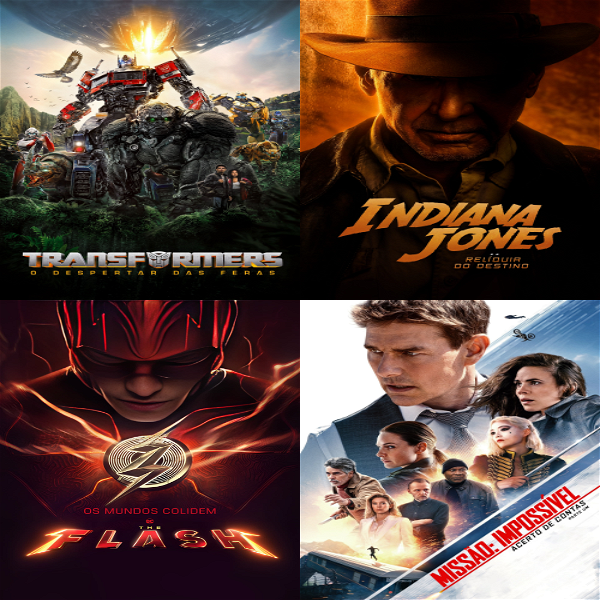 TRANSFORMERS
O DESPERTAR DAS FERAS
INDIANA
JONES
E A
RELÍQUIA
DO DESTINO
OS MUNDOS COLIDEM
DC
THE
FLASH
MISSÃO: IMPOSSÍVEL
ACERTO DE CONTAS
PARTE UM